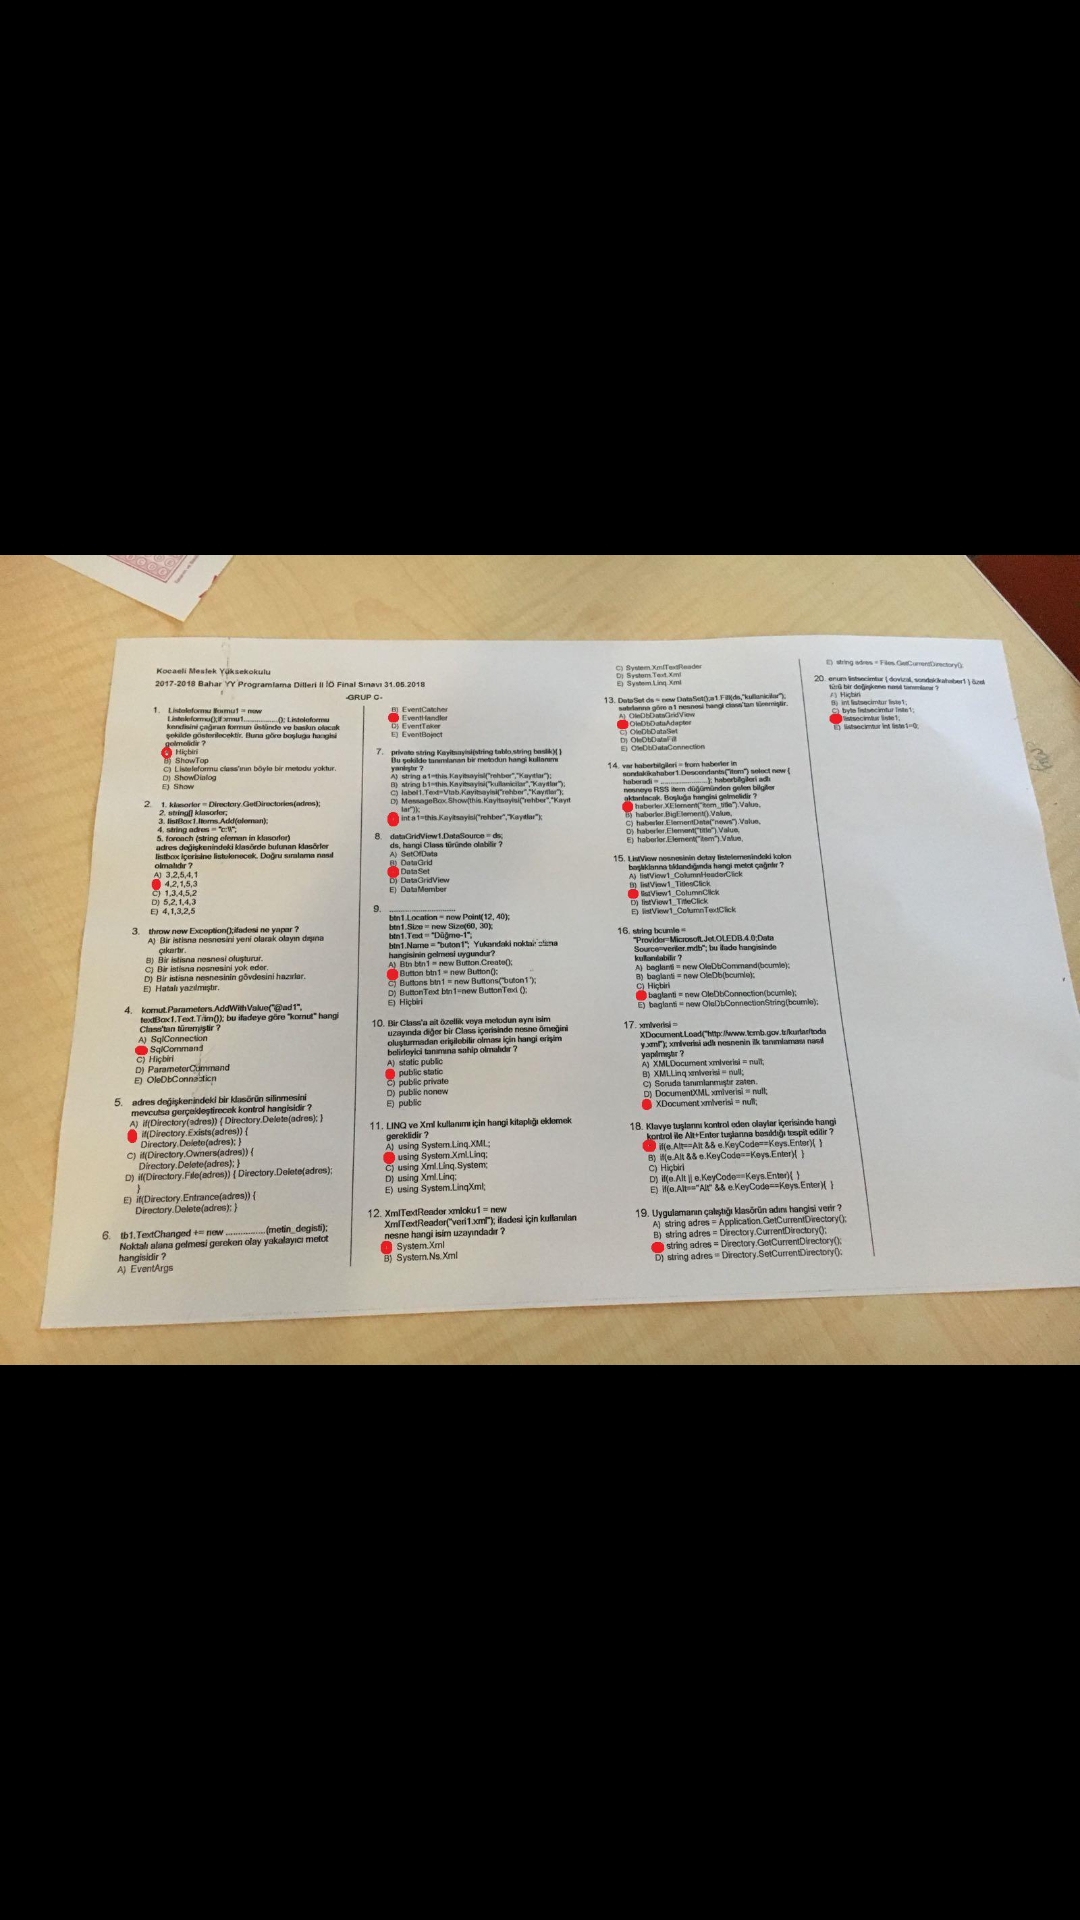 Kocaeli Meslek Yüksekokulu
2017-2018 Bahar YY Programlama Dilleri II İÖ Final Sınavı 31.05.2018
-GRUP C-
1. Listeleformu lformu1 = new
Listeleformu();lformu1..............(); Listeleformu
kendisini çağıran formun üstünde ve baskın olacak
şekilde gösterilecektir. Buna göre boşluga hangisi
gelmelidir ?
Hiçbiri
B) ShowTop
C) Listeleformu class'ının böyle bir metodu yoktur.
D) ShowDialog
E) Show
2. 1. klasorler = Directory.GetDirectories(adres);
2. string[] klasorler;
3. listBox1.Items.Add(eleman);
4. string adres = "c:\\";
5. foreach (string eleman in klasorler)
adres değişkenindeki klasörde bulunan klasörler
listbox içerisine listelenecek. Doğru sıralama nasıl
olmalıdır ?
A) 3,2,5,4,1
4,2,1,5,3
C) 1,3,4,5,2
D) 5,2,1,4,3
E) 4,1,3,2,5
3. throw new Exception();ifadesi ne yapar ?
A) Bir istisna nesnesini yeni olarak olayın dışına
çıkartır.
B) Bir istisna nesnesi oluşturur.
C) Bir istisna nesnesini yok eder.
D) Bir istisna nesnesinin gövdesini hazırlar.
E) Hatalı yazılmıştır.
4. komut.Parameters.AddWithValue("@ad1",
textBox1.Text.Trim()); bu ifadeye göre "komut" hangi
Class'tan türemiştir ?
A) SqlConnection
SqlCommand
C) Hiçbiri
D) ParameterCummand
E) OleDbConnection
5. adres değişkenindeki bir klasörün silinmesini
mevcutsa gerçekleştirecek kontrol hangisidir ?
A) if(Directory(adres)) { Directory.Delete(adres); }
if(Directory.Exists(adres)) {
Directory.Delete(adres); }
C) if(Directory.Owners(adres)) {
Directory.Delete(adres); }
D) if(Directory.File(adres)) { Directory.Delete(adres);
}
E) if(Directory.Entrance(adres)) {
Directory.Delete(adres); }
6. tb1.TextChanged += new ..............(metin_degisti);
Noktalı alana gelmesi gereken olay yakalayıcı metot
hangisidir ?
A) EventArgs
B) EventCatcher
EventHandler
D) EventTaker
E) EventBoject
7. private string Kayitsayisi(string tablo,string baslik){ }
Bu şekilde tanımlanan bir metodun hangi kullanımı
yanlıştır ?
A) string a1=this.Kayitsayisi("rehber","Kayıtlar");
B) string b1=this.Kayitsayisi("kullanicilar","Kayıtlar");
C) label1.Text=Vtab.Kayitsayisi("rehber","Kayıtlar");
D) MessageBox.Show(this.Kayitsayisi("rehber","Kayıt
lar"));
int a1=this.Kayitsayisi("rehber","Kayıtlar");
8. dataGridView1.DataSource = ds;
ds, hangi Class türünde olabilir ?
A) SetOfData
B) DataGrid
DataSet
D) DataGridView
E) DataMember
9. ..........................
btn1.Location = new Point(12, 40);
btn1.Size = new Size(60, 30);
btn1.Text = "Düğme-1";
btn1.Name = "buton1"; Yukarıdaki noktalı alana
hangisinin gelmesi uygundur?
A) Btn btn1 = new Button.Create();
Button btn1 = new Button();
C) Buttons btn1 = new Buttons("buton1");
D) ButtonText btn1=new ButtonText ();
E) Hiçbiri
10. Bir Class'a ait özellik veya metodun aynı isim
uzayında diğer bir Class içerisinde nesne örneğini
oluşturmadan erişilebilir olması için hangi erişim
belirleyici tanımına sahip olmalıdır ?
A) static public
public static
C) public private
D) public nonew
E) public
11. LINQ ve Xml kullanımı için hangi kitaplığı eklemek
gereklidir ?
A) using System.Linq.XML;
using System.Xml.Linq;
C) using Xml.Linq.System;
D) using Xml.Linq;
E) using System.LinqXml;
12. XmlTextReader xmloku1 = new
XmlTextReader("veri1.xml"); ifadesi için kullanılan
nesne hangi isim uzayındadır ?
System.Xml
B) System.Ns.Xml
C) System.XmlTextReader
D) System.Text.Xml
E) System.Linq.Xml
13. DataSet ds = new DataSet();a1.Fill(ds,"kullanicilar");
satırlarına göre a1 nesnesi hangi class'tan türemiştir.
A) OleDbDataGridView
OleDbDataAdapter
C) OleDbDataSet
D) OleDbDataFill
E) OleDbDataConnection
14. var haberbilgileri = from haberler in
sondakikahaber1.Descendants("item") select new {
haberadi = ................}; haberbilgileri adlı
nesneye RSS item düğümünden gelen bilgiler
aktarılacak. Boşluğa hangisi gelmelidir ?
haberler.XElement("item_title").Value,
B) haberler.BigElement().Value,
C) haberler.ElementData("news").Value,
D) haberler.Element("title").Value,
E) haberler.Element("item").Value,
15. ListView nesnesinin detay listelemenindeki kolon
başlıklarına tıklandığında hangi metot çağrılır ?
A) listView1_ColumnHeaderClick
B) listView1_TitlesClick
listView1_ColumnClick
D) listView1_TitleClick
E) listView1_ColumnTextClick
16. string bcumle =
"Provider=Microsoft.Jet.OLEDB.4.0;Data
Source=veriler.mdb"; bu ifade hangisinde
kullanılabilir ?
A) baglanti = new OleDbCommand(bcumle);
B) baglanti = new OleDb(bcumle);
C) Hiçbiri
baglanti = new OleDbConnection(bcumle);
E) baglanti = new OleDbConnectionString(bcumle);
17. xmlverisi =
XDocument.Load("http://www.tcmb.gov.tr/kurlar/toda
y.xml"); xmlverisi adlı nesnenin ilk tanımlaması nasıl
yapılmıştır ?
A) XMLDocument xmlverisi = null;
B) XMLLinq xmlverisi = null;
C) Soruda tanımlanmıştır zaten.
D) DocumentXML xmlverisi = null;
XDocument xmlverisi = null;
18. Klavye tuşlarını kontrol eden olaylar içerisinde hangi
kontrol ile Alt+Enter tuşlarına basıldığı tespit edilir ?
if(e.Alt==Alt && e.KeyCode==Keys.Enter){ }
B) if(e.Alt && e.KeyCode==Keys.Enter){ }
C) Hiçbiri
D) if(e.Alt || e.KeyCode==Keys.Enter){ }
E) if(e.Alt=="Alt" && e.KeyCode==Keys.Enter){ }
19. Uygulamanın çalıştığı klasörün adını hangisi verir ?
A) string adres = Application.GetCurrentDirectory();
B) string adres = Directory.CurrentDirectory();
string adres = Directory.GetCurrentDirectory();
D) string adres = Directory.SetCurrentDirectory();
E) string adres = Files.GetCurrentDirectory();
20. enum listsecimtur { dovizal, sondakikahaber1 } özel
türü bir değişkene nasıl tanımlanır ?
A) Hiçbiri
B) int listsecimtur liste1;
C) byte listsecimtur liste1;
listsecimtur liste1;
E) listsecimtur int liste1=0;